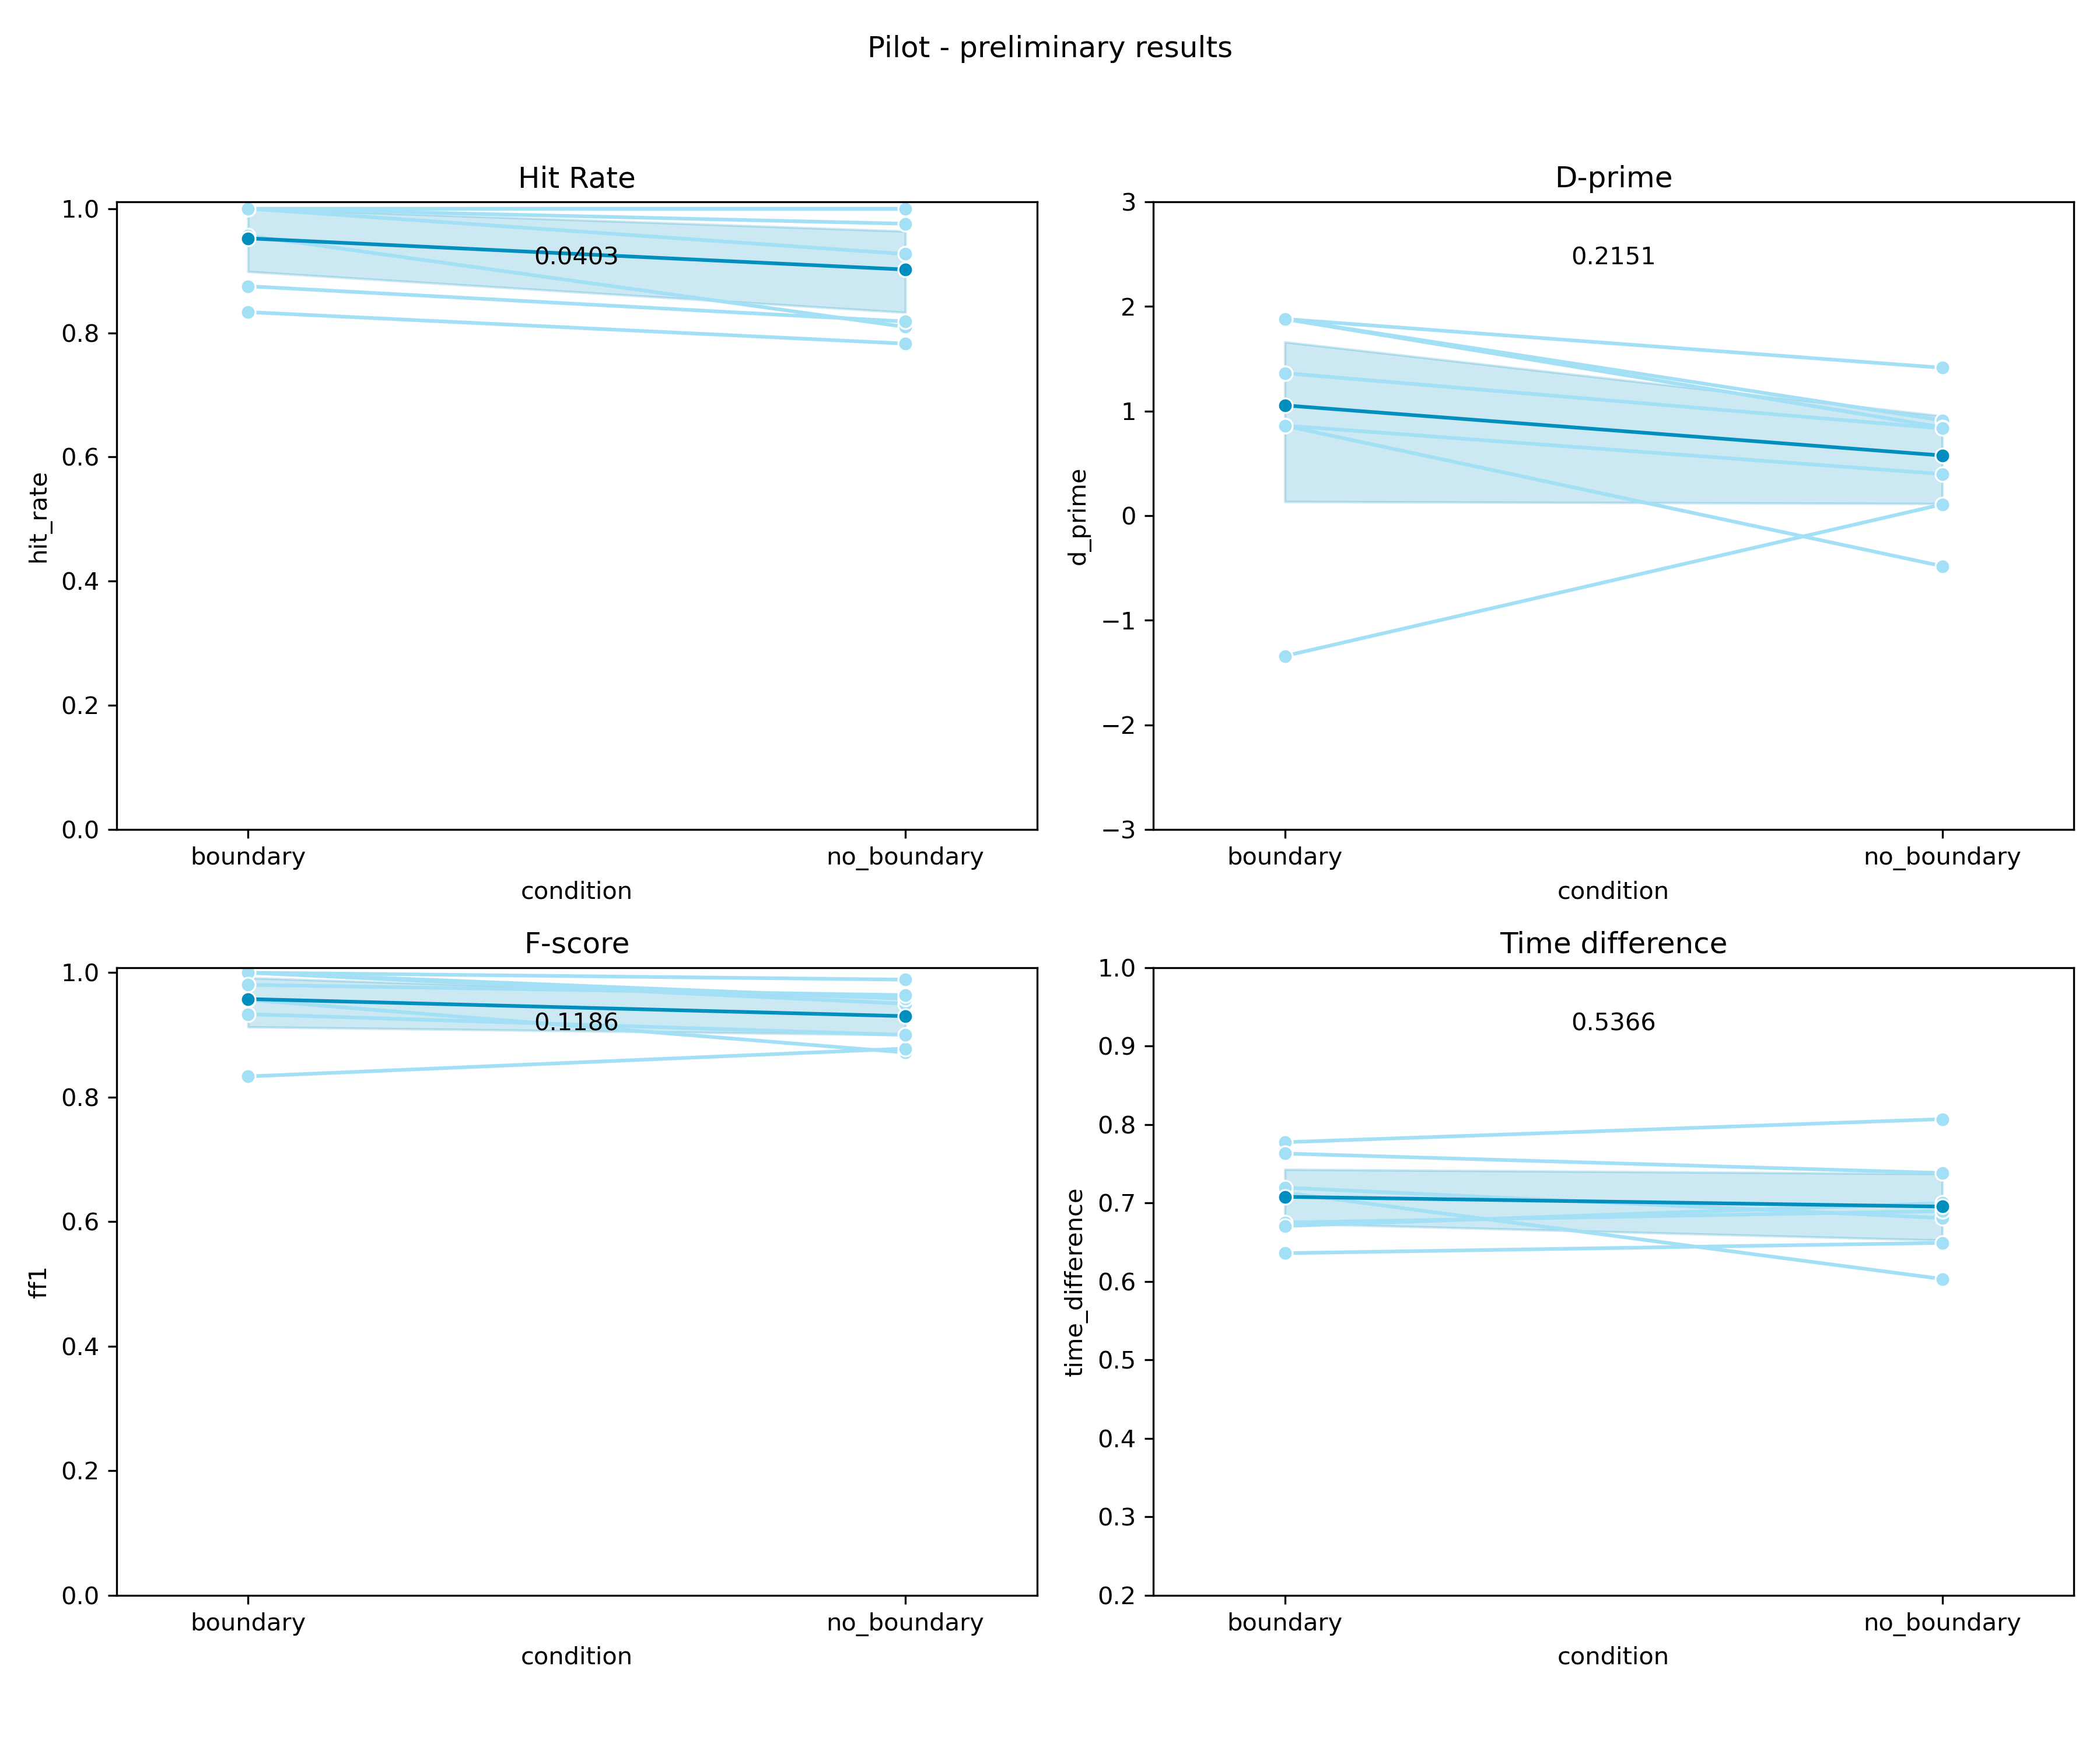 Pilot - preliminary results
Hit Rate
1.0
0.8
0.6
0.4
0.2
0.0
hit_rate
0.0403
boundary
no_boundary
condition
D-prime
3
2
1
0
−1
−2
−3
d_prime
0.2151
boundary
no_boundary
condition
F-score
1.0
0.8
0.6
0.4
0.2
0.0
ff1
0.1186
boundary
no_boundary
condition
Time difference
1.0
0.9
0.8
0.7
0.6
0.5
0.4
0.3
0.2
time_difference
0.5366
boundary
no_boundary
condition